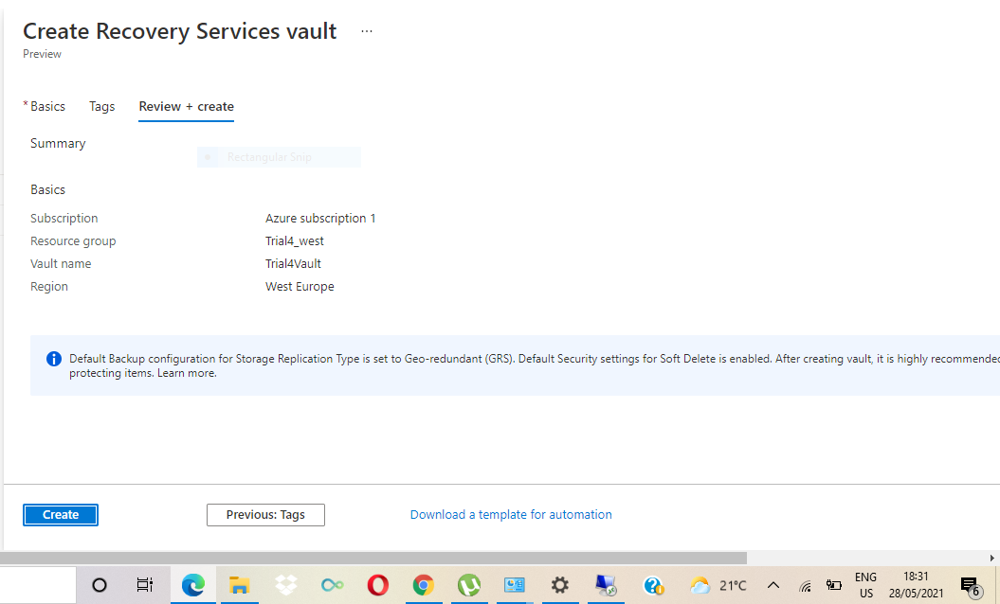 Create Recovery Services vault ...
Preview
* Basics Tags Review + create
Summary
Rectangular Snip
Basics
Subscription Azure subscription 1
Resource group Trial4_west
Vault name Trial4Vault
Region West Europe
Default Backup configuration for Storage Replication Type is set to Geo-redundant (GRS). Default Security settings for Soft Delete is enabled. After creating vault, it is highly recommended
protecting items. Learn more.
Create Previous: Tags Download a template for automation
21°C ENG 18:31
US 28/05/2021 6